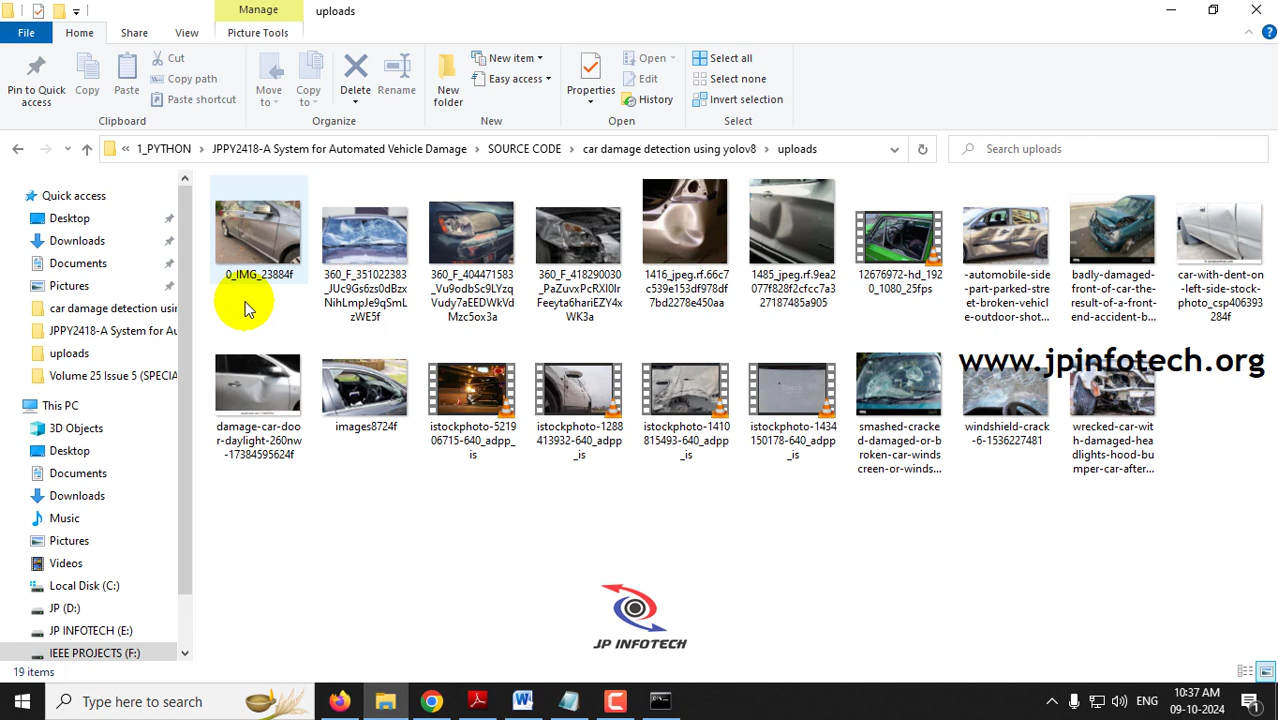 Manage
uploads
File
Home
Share
View
Picture Tools
Pin to Quick access
Copy
Paste
Cut
Copy path
Paste shortcut
Clipboard
Move to
Copy to
Delete
Rename
Organize
New folder
New item
Easy access
New
Properties
Open
Edit
History
Open
Select all
Select none
Invert selection
Select
« 1_PYTHON > JPPY2418-A System for Automated Vehicle Damage > SOURCE CODE > car damage detection using yolov8 > uploads
Search uploads
Quick access
Desktop
Downloads
Documents
Pictures
car damage detection usin
JPPY2418-A System for Au
uploads
Volume 25 Issue 5 (SPECIA
This PC
3D Objects
Desktop
Documents
Downloads
Music
Pictures
Videos
Local Disk (C:)
JP (D:)
JP INFOTECH (E:)
IEEE PROJECTS (F:)
0_IMG_23884f
360_F_351022383
_JUc9Gs6zs0dBzx
NihLmpJe9qSmL
zWE5f
360_F_404471583
_Vu9odbSc9LYzq
Vudy7aEEDWkVd
Mzc5ox3a
360_F_418290030
_PaZuvxPcRXl0Ir
Feeyta6hariEZY4x
WK3a
1416_jpeg.rf.66c7
c539e153df978df
7bd2278e450aa
1485_jpeg.rf.9ea2
077f828f2cfcc7a3
27187485a905
12676972-hd_192
0_1080_25fps
-automobile-side
-part-parked-stre
et-broken-vehicl
e-outdoor-shot...
badly-damaged-
front-of-car-the-
result-of-a-front-
end-accident-b...
car-with-dent-on
-left-side-stock-
photo_csp406393
284f
damage-car-doo
r-daylight-260nw
-17384595624f
images8724f
istockphoto-5219
06715-640_adpp_
is
istockphoto-1288
413932-640_adpp
_is
istockphoto-1410
815493-640_adpp
_is
istockphoto-1434
150178-640_adpp
_is
smashed-cracke
d-damaged-or-b
roken-car-winds
creen-or-winds...
windshield-crack
-6-1536227481
wrecked-car-wit
h-damaged-hea
dlights-hood-bu
mper-car-after...
www.jpinfotech.org
JP INFOTECH
19 items
Type here to search
ENG
10:37 AM
09-10-2024
1